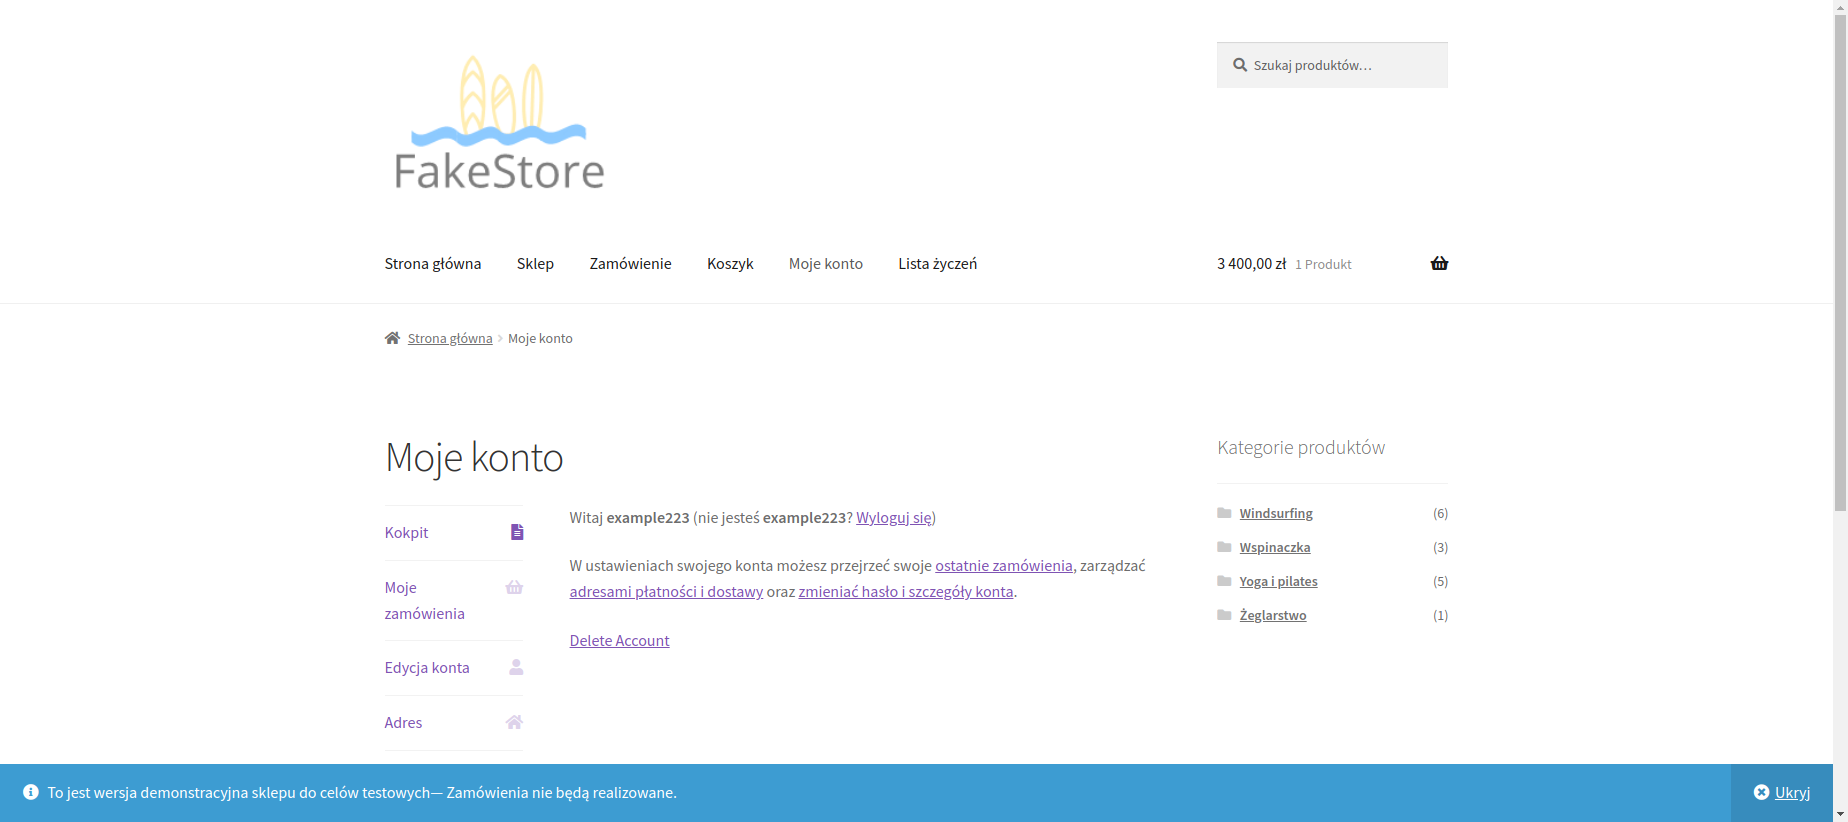 FakeStore
Szukaj produktów…
Strona główna
Sklep
Zamówienie
Koszyk
Moje konto
Lista życzeń
3 400,00 zł 1 Produkt
Strona główna Moje konto
Moje konto
Kokpit
Moje
zamówienia
Edycja konta
Adres
Witaj example223 (nie jesteś example223? Wyloguj się)
W ustawieniach swojego konta możesz przejrzeć swoje ostatnie zamówienia, zarządzać
adresami płatności i dostawy oraz zmieniać hasło i szczegóły konta.
Delete Account
Kategorie produktów
Windsurfing (6)
Wspinaczka (3)
Yoga i pilates (5)
Żeglarstwo (1)
To jest wersja demonstracyjna sklepu do celów testowych— Zamówienia nie będą realizowane.
Ukryj